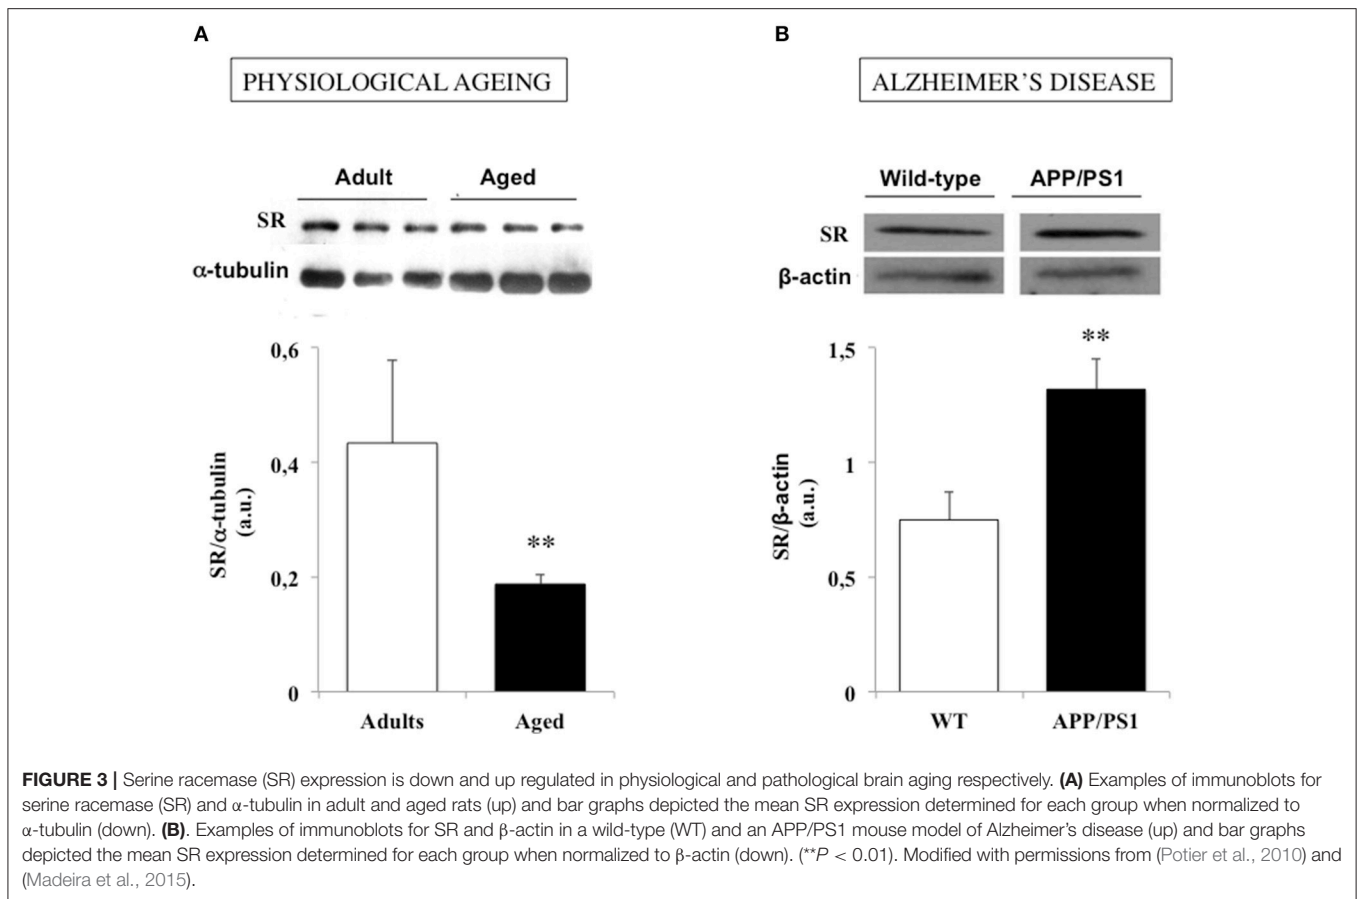 A
PHYSIOLOGICAL AGEING
Adult Aged
SR
α-tubulin
0,6
0,4
0,2
0
SR/α-tubulin
(a.u.)
**
Adults Aged
B
ALZHEIMER'S DISEASE
Wild-type APP/PS1
SR
β-actin
1,5
1
0,5
0
SR/β-actin
(a.u.)
**
WT APP/PS1
FIGURE 3 | Serine racemase (SR) expression is down and up regulated in physiological and pathological brain aging respectively. (A) Examples of immunoblots for
serine racemase (SR) and α-tubulin in adult and aged rats (up) and bar graphs depicted the mean SR expression determined for each group when normalized to
α-tubulin (down). (B). Examples of immunoblots for SR and β-actin in a wild-type (WT) and an APP/PS1 mouse model of Alzheimer's disease (up) and bar graphs
depicted the mean SR expression determined for each group when normalized to β-actin (down). (**P < 0.01). Modified with permissions from (Potier et al., 2010) and
(Madeira et al., 2015).